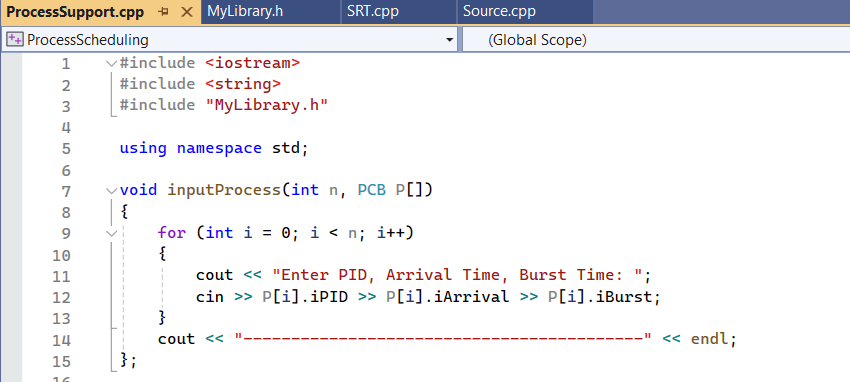 ProcessSupport.cpp MyLibrary.h SRT.cpp Source.cpp
ProcessScheduling (Global Scope)
1 #include <iostream>
2 #include <string>
3 #include "MyLibrary.h"
4
5 using namespace std;
6
7 void inputProcess(int n, PCB P[])
8 {
9 for (int i = 0; i < n; i++)
10 {
11 cout << "Enter PID, Arrival Time, Burst Time: ";
12 cin >> P[i].iPID >> P[i].iArrival >> P[i].iBurst;
13 }
14 cout << "------------------------------------------" << endl;
15 };
16